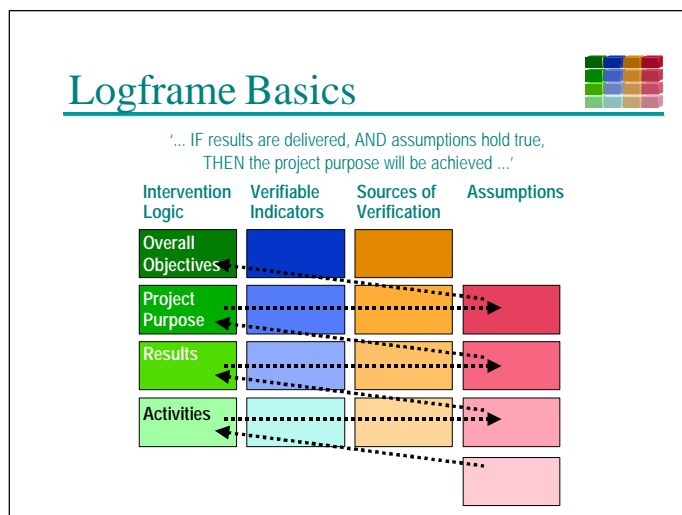 Logframe Basics
‘... IF results are delivered, AND assumptions hold true,
THEN the project purpose will be achieved ...’
Intervention Logic
Verifiable Indicators
Sources of Verification
Assumptions
Overall
Objectives
Project
Purpose
Results
Activities